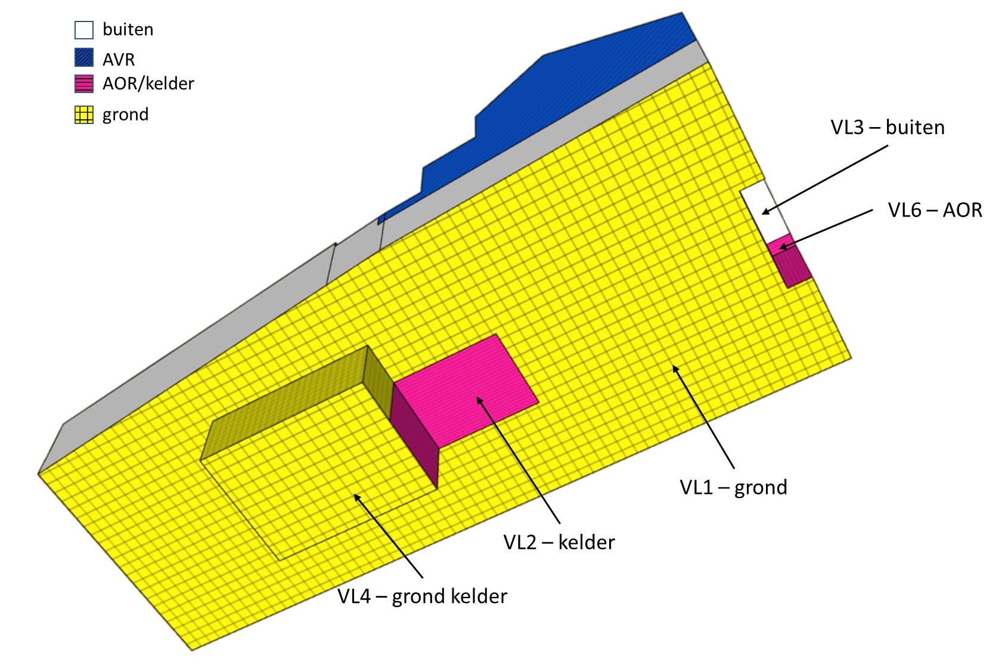 buiten
AVR
AOR/kelder
grond
VL3 – buiten
VL6 – AOR
VL1 – grond
VL2 – kelder
VL4 – grond kelder